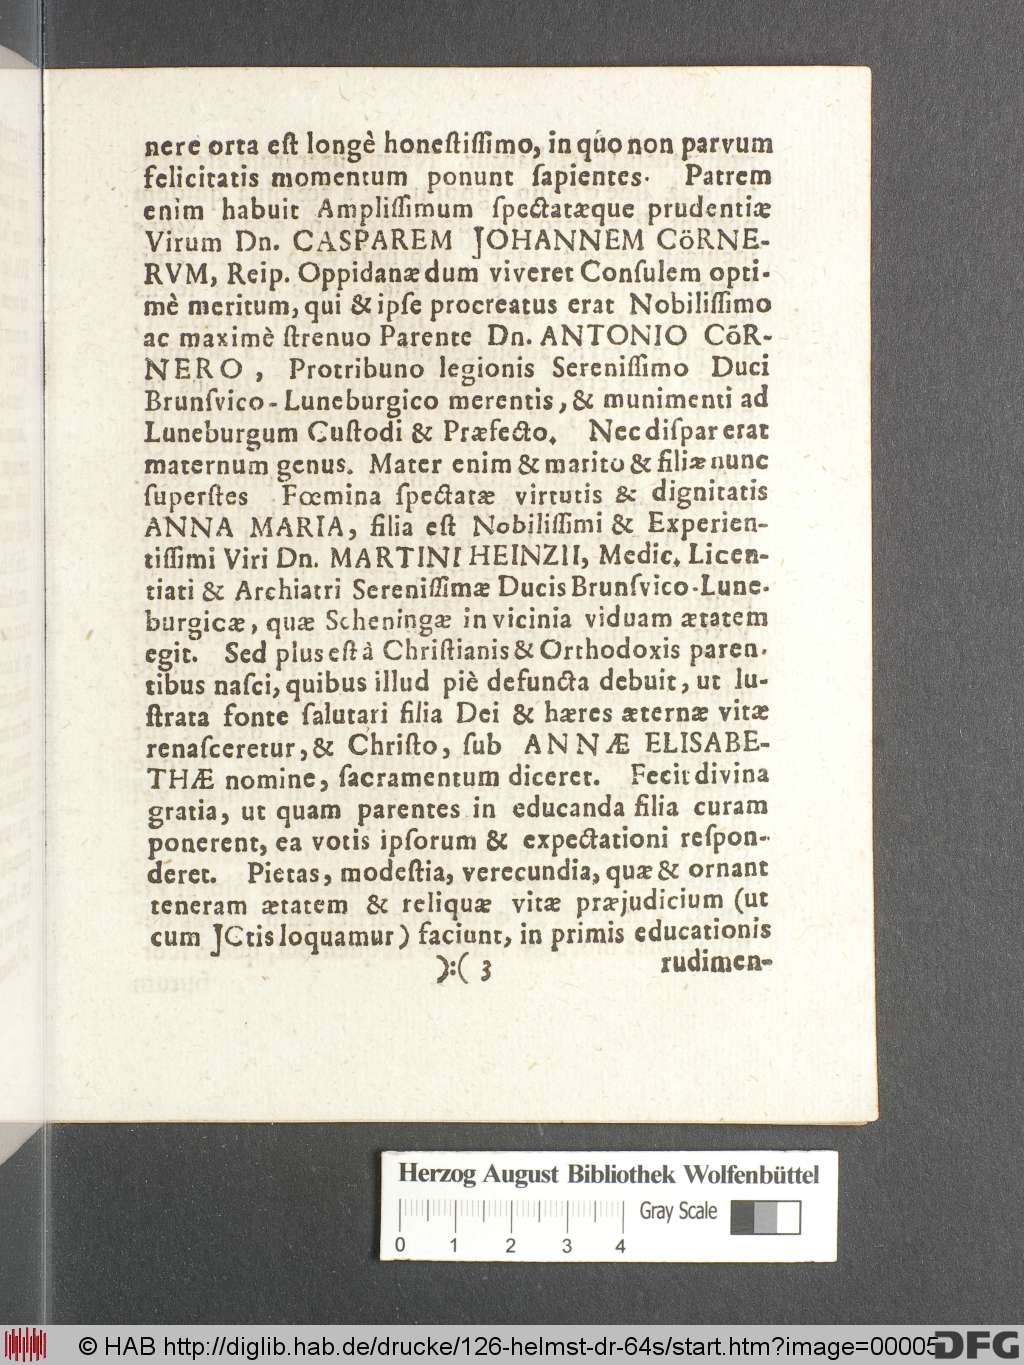 nere orta eſt longè honeſtiſſimo, in quo non parvum
felicitatis momentum ponunt ſapientes. Patrem
enim habuit Ampliſſimum ſpectatæque prudentiæ
Virum Dn. CASPAREM JOHANNEM CöRNE-
RVM, Reip. Oppidanæ dum viveret Conſulem opti-
mè meritum, qui & ipſe procreatus erat Nobiliſſimo
ac maximè ſtrenuo Parente Dn. ANTONIO CöR-
NERO, Protribuno legionis Sereniſſimo Duci
Brunſvico-Luneburgico merentis, & munimenti ad
Luneburgum Cuſtodi & Præfecto. Nec diſpar erat
maternum genus. Mater enim & marito & filiæ nunc
ſuperſtes Fœmina ſpectatæ virtutis & dignitatis
ANNA MARIA, filia eſt Nobiliſſimi & Experien-
tiſſimi Viri Dn. MARTINI HEINZII, Medic. Licen-
tiati & Archiatri Sereniſſimæ Ducis Brunſvico-Lune-
burgicæ, quæ Scheningæ in vicinia viduam ætatem
egit. Sed plus eſt à Chriſtianis & Orthodoxis paren-
tibus naſci, quibus illud piè defuncta debuit, ut lu-
ſtrata fonte ſalutari filia Dei & hæres æternæ vitæ
renaſceretur, & Chriſto, ſub ANNÆ ELISABE-
THÆ nomine, ſacramentum diceret. Fecit divina
gratia, ut quam parentes in educanda filia curam
ponerent, ea votis ipſorum & expectationi reſpon-
deret. Pietas, modeſtia, verecundia, quæ & ornant
teneram ætatem & reliquæ vitæ præjudicium (ut
cum JCtis loquamur) faciunt, in primis educationis
):( 3 rudimen-
Herzog August Bibliothek Wolfenbüttel
Gray Scale
0 1 2 3 4
© HAB http://diglib.hab.de/drucke/126-helmst-dr-64s/start.htm?image=00005
DFG